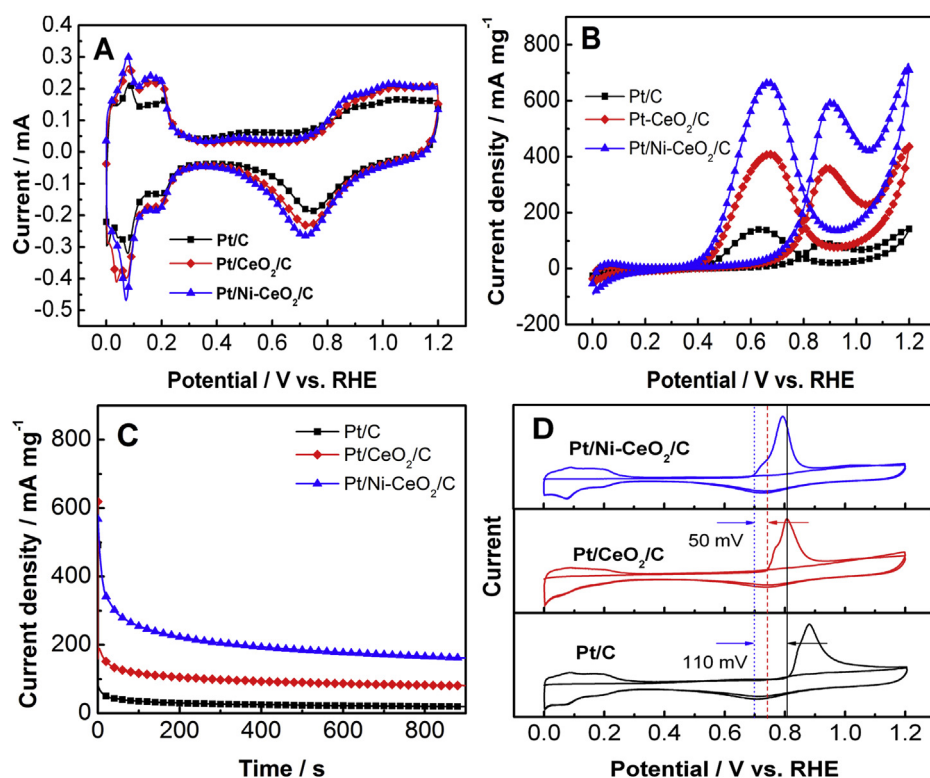 A
0.4
0.3
0.2
0.1
0.0
-0.1
-0.2
-0.3
-0.4
-0.5
Current / mA
Pt/C
Pt/CeO₂/C
Pt/Ni-CeO₂/C
0.0 0.2 0.4 0.6 0.8 1.0 1.2
Potential / V vs. RHE
B
800
600
400
200
0
-200
Current density / mA mg⁻¹
Pt/C
Pt-CeO₂/C
Pt/Ni-CeO₂/C
0.0 0.2 0.4 0.6 0.8 1.0 1.2
Potential / V vs. RHE
C
800
600
400
200
0
Current density / mA mg⁻¹
Pt/C
Pt/CeO₂/C
Pt/Ni-CeO₂/C
0 200 400 600 800
Time / s
D
Current
Pt/Ni-CeO₂/C
50 mV
Pt/CeO₂/C
Pt/C
110 mV
0.0 0.2 0.4 0.6 0.8 1.0 1.2
Potential / V vs. RHE